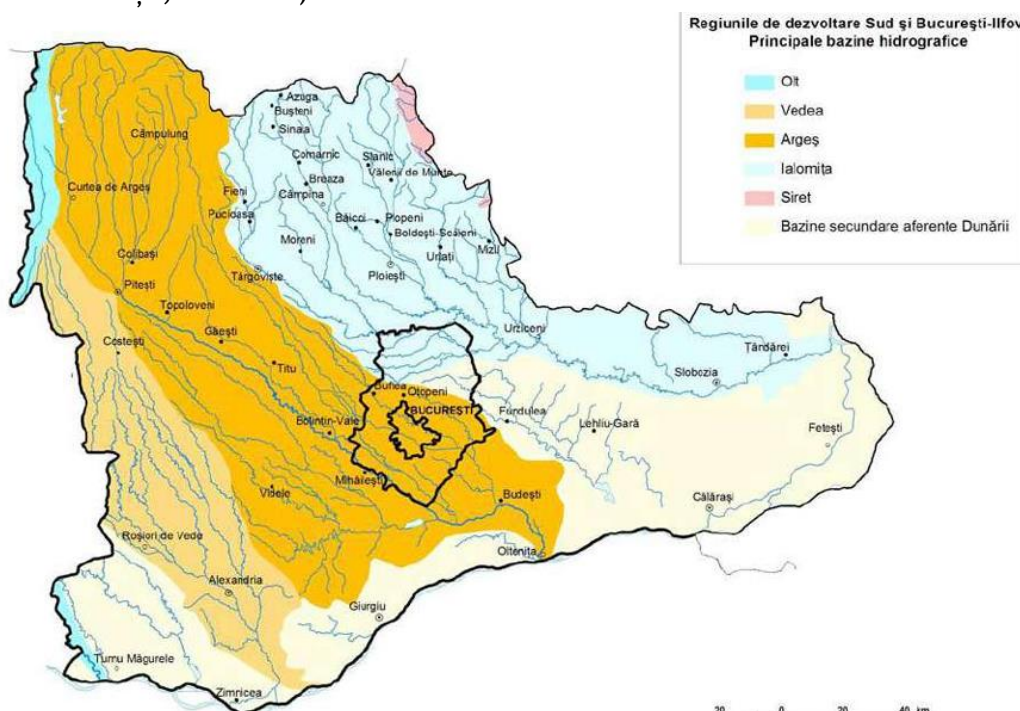 Regiunile de dezvoltare Sud şi Bucureşti-Ilfov
Principale bazine hidrografice
Olt
Vedea
Argeş
Ialomiţa
Siret
Bazine secundare aferente Dunării
Azuga
Buşteni
Sinaia
Câmpulung
Comarnic
Slanic
Vălenii de Munte
Breaza
Curtea de Argeş
Fieni
Câmpina
Pucioasa
Băicoi
Plopeni
Boldeşti-Scăeni
Moreni
Urlaţi
Mizil
Colibaşi
Ploieşti
Târgovişte
Piteşti
Topoloveni
Urziceni
Găeşti
Costeşti
Ţăndărei
Titu
Slobozia
Buftea
Otopeni
BUCUREŞTI
Furdulea
Bolintin-Vale
Lehliu-Gară
Feteşti
Mihăileşti
Videle
Budeşti
Călăraşi
Roşiori de Vede
Olteniţa
Alexandria
Giurgiu
Turnu Măgurele
Zimnicea
20 0 20 40 km